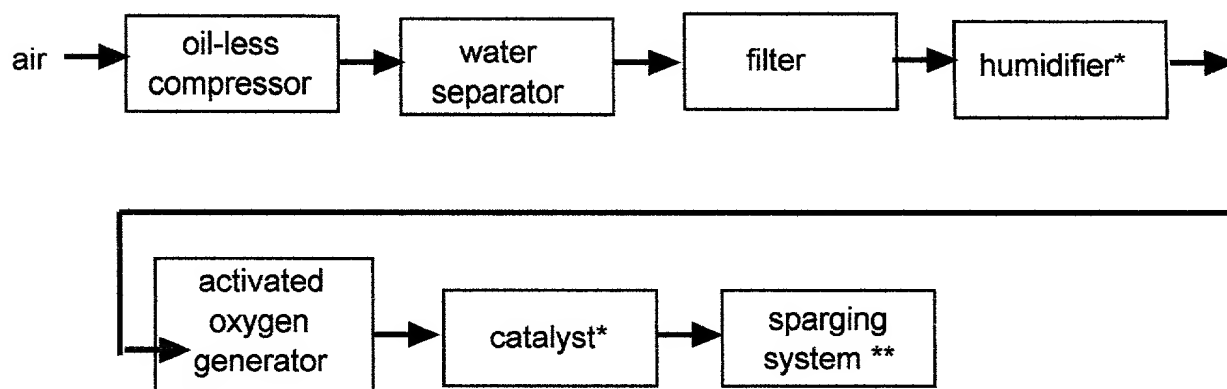 air
oil-less
compressor
water
separator
filter
humidifier*
activated
oxygen
generator
catalyst*
sparging
system **